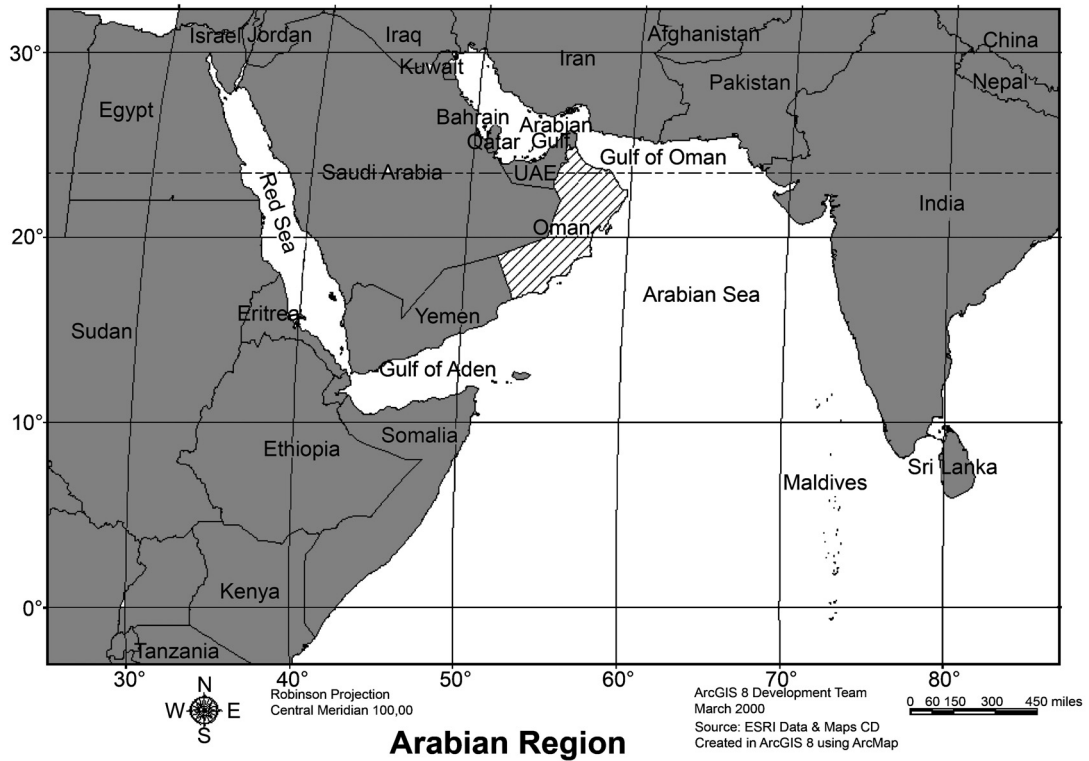 30°
20°
10°
0°
Israel
Jordan
Iraq
Kuwait
Iran
Afghanistan
China
Nepal
Pakistan
Egypt
Bahrain
Qatar
Arabian
Gulf
UAE
Gulf of Oman
Saudi Arabia
Red Sea
India
Oman
Arabian Sea
Eritrea
Yemen
Sudan
Gulf of Aden
Somalia
Ethiopia
Maldives
Sri Lanka
Kenya
Tanzania
30°
40°
50°
60°
70°
80°
N
W
E
S
Robinson Projection
Central Meridian 100,00
ArcGIS 8 Development Team
March 2000
Source: ESRI Data & Maps CD
Created in ArcGIS 8 using ArcMap
0 60 150 300 450 miles
Arabian Region